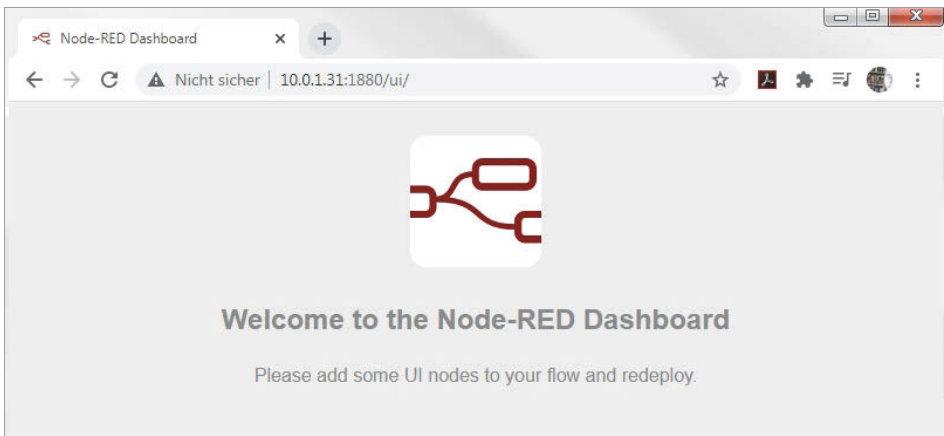 Node-RED Dashboard
Nicht sicher | 10.0.1.31:1880/ui/
Welcome to the Node-RED Dashboard
Please add some UI nodes to your flow and redeploy.